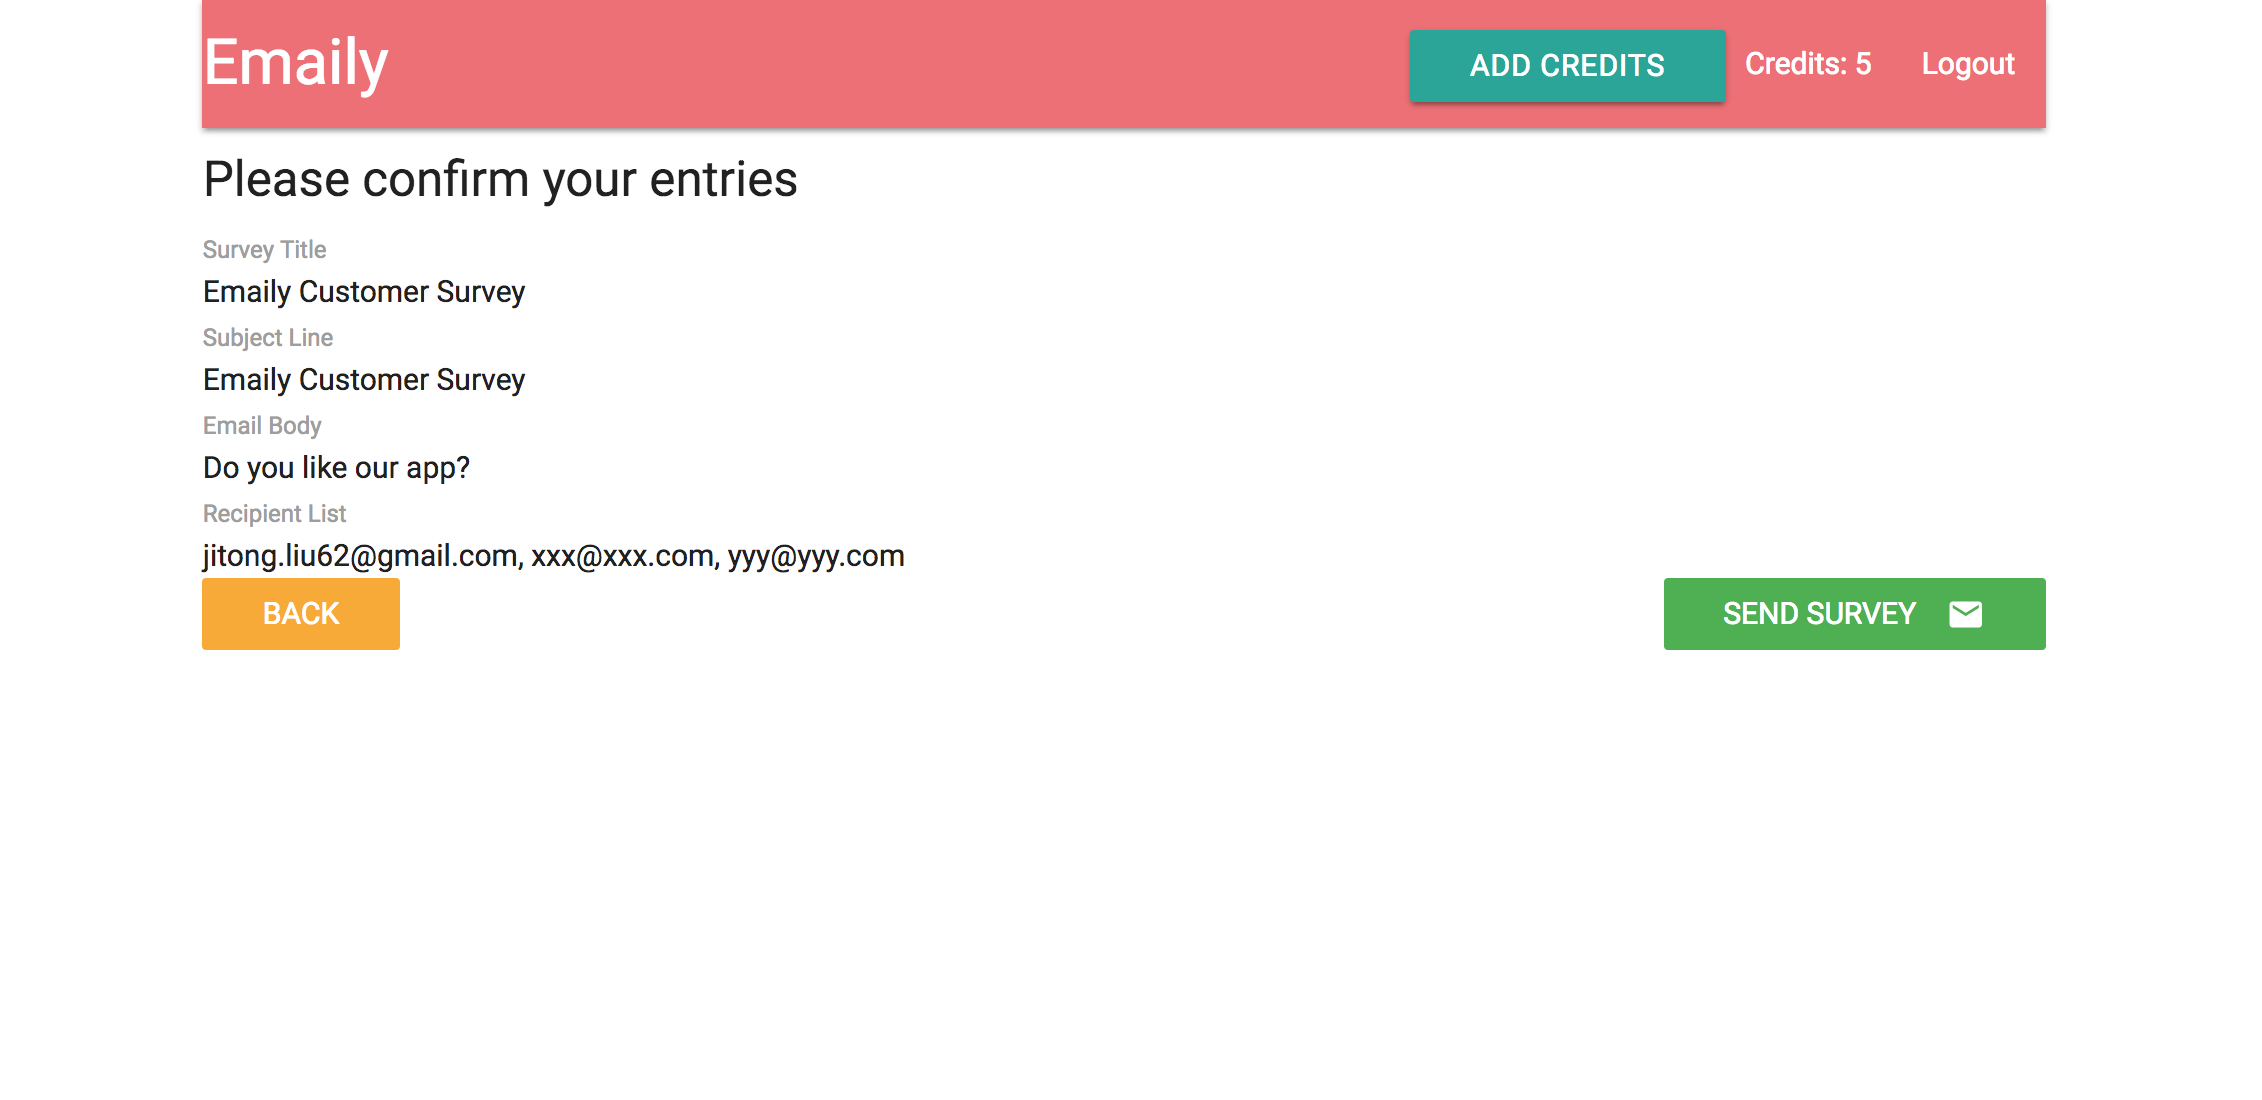 Emaily
ADD CREDITS Credits: 5 Logout
Please confirm your entries
Survey Title
Emaily Customer Survey
Subject Line
Emaily Customer Survey
Email Body
Do you like our app?
Recipient List
jitong.liu62@gmail.com, xxx@xxx.com, yyy@yyy.com
BACK
SEND SURVEY